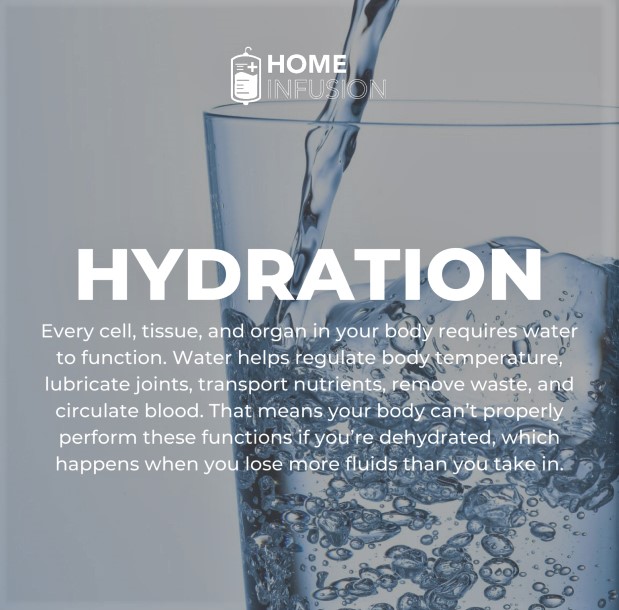 HOME
INFUSION
HYDRATION
Every cell, tissue, and organ in your body requires water
to function. Water helps regulate body temperature,
lubricate joints, transport nutrients, remove waste, and
circulate blood. That means your body can't properly
perform these functions if you're dehydrated, which
happens when you lose more fluids than you take in.